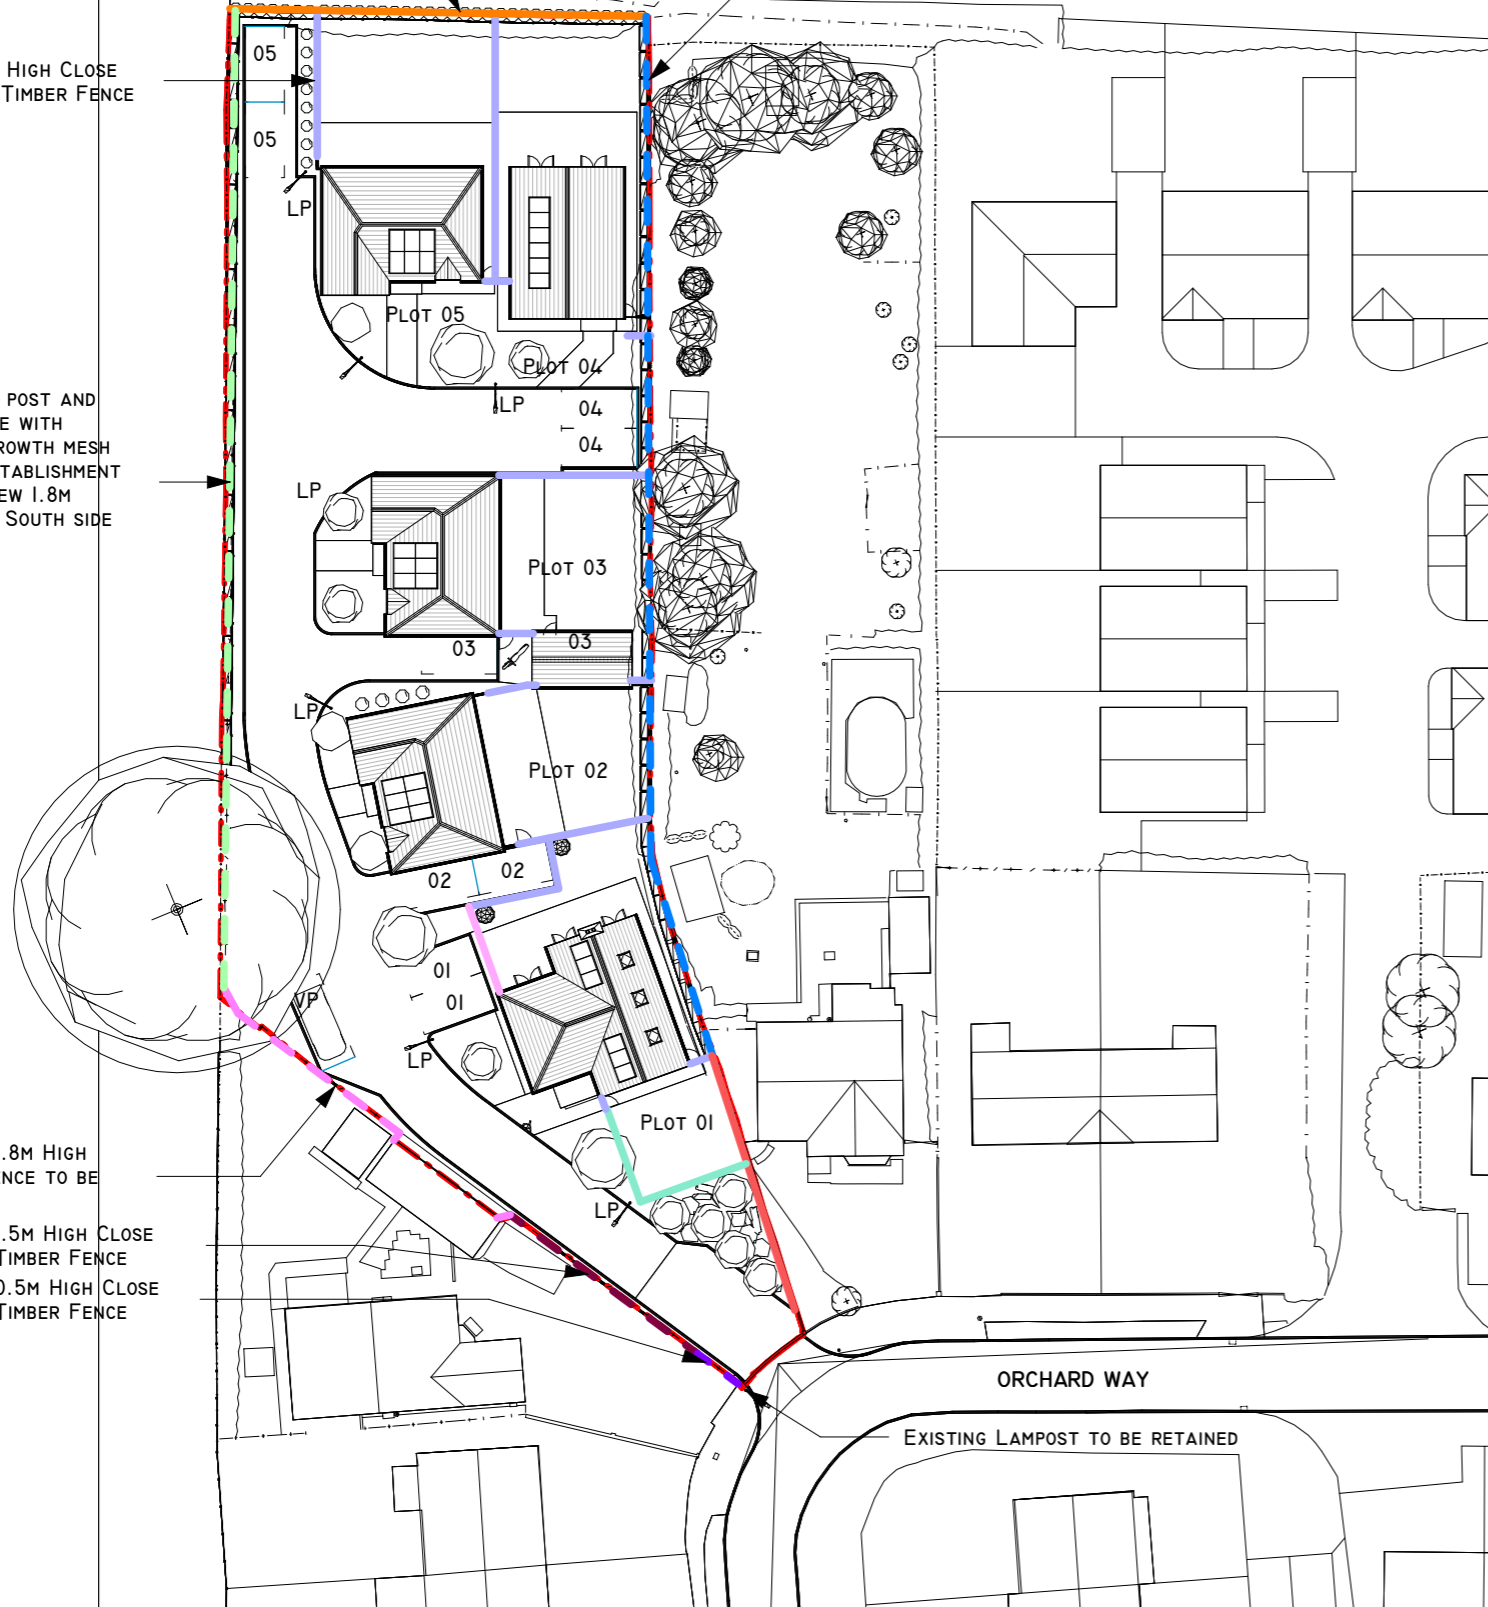 05
High Close
Timber Fence
05
LP
Plot 05
Plot 04
post and
LP
04
e with
04
rowth mesh
tablishment
LP
ew 1.8m
South side
Plot 03
03
03
LP
Plot 02
02
02
01
01
VP
LP
Plot 01
.8m High
nce to be
LP
.5m High Close
Timber Fence
0.5m High Close
Timber Fence
ORCHARD WAY
Existing Lampost to be retained